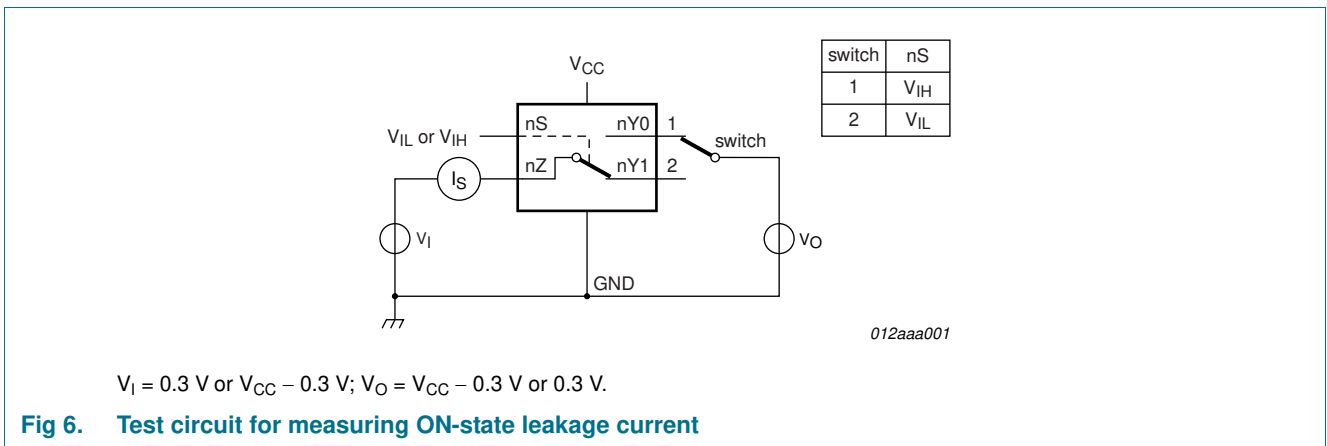 switch nS
1 VIH
2 VIL
VCC
VIL or VIH
nS
nY0
1
switch
nZ
nY1
2
IS
VI
VO
GND
012aaa001
VI = 0.3 V or VCC − 0.3 V; VO = VCC − 0.3 V or 0.3 V.
Fig 6. Test circuit for measuring ON-state leakage current